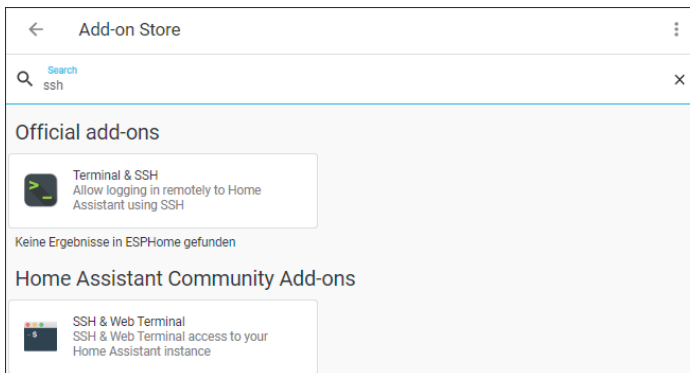 Add-on Store
Search
ssh
Official add-ons
Terminal & SSH
Allow logging in remotely to Home
Assistant using SSH
Keine Ergebnisse in ESPHome gefunden
Home Assistant Community Add-ons
SSH & Web Terminal
SSH & Web Terminal access to your
Home Assistant instance